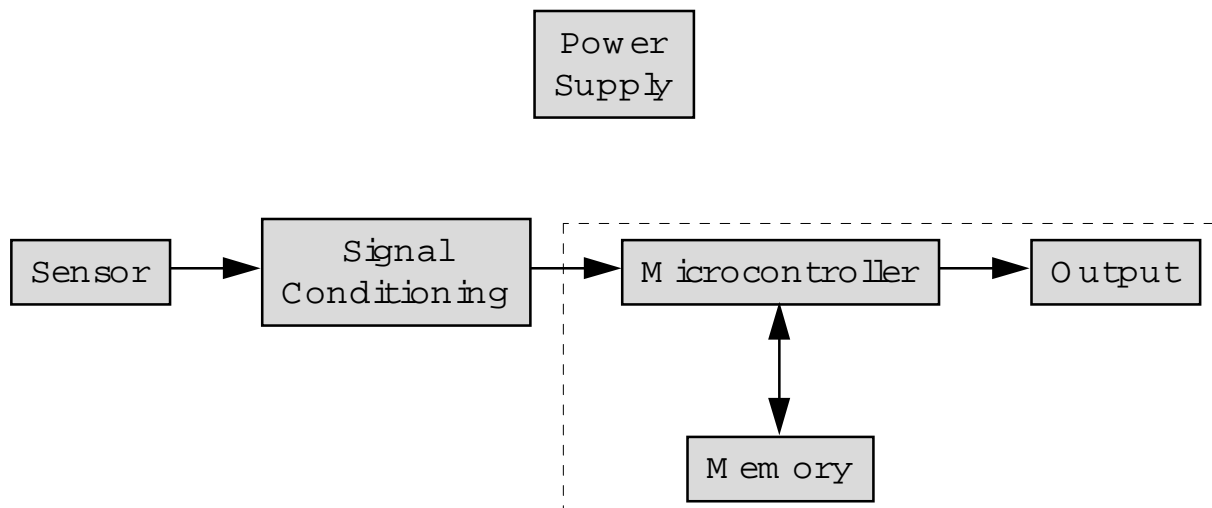 Power
Supply
Sensor
Signal
Conditioning
Microcontroller
Output
Memory